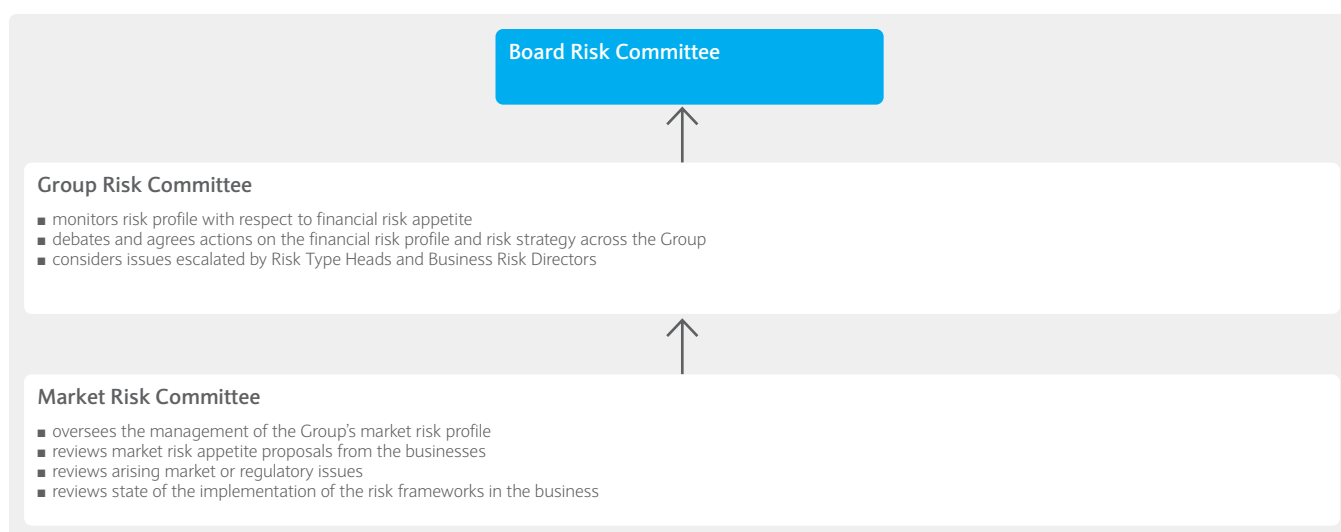 Board Risk Committee
Group Risk Committee
■ monitors risk profile with respect to financial risk appetite
■ debates and agrees actions on the financial risk profile and risk strategy across the Group
■ considers issues escalated by Risk Type Heads and Business Risk Directors
Market Risk Committee
■ oversees the management of the Group's market risk profile
■ reviews market risk appetite proposals from the businesses
■ reviews arising market or regulatory issues
■ reviews state of the implementation of the risk frameworks in the business